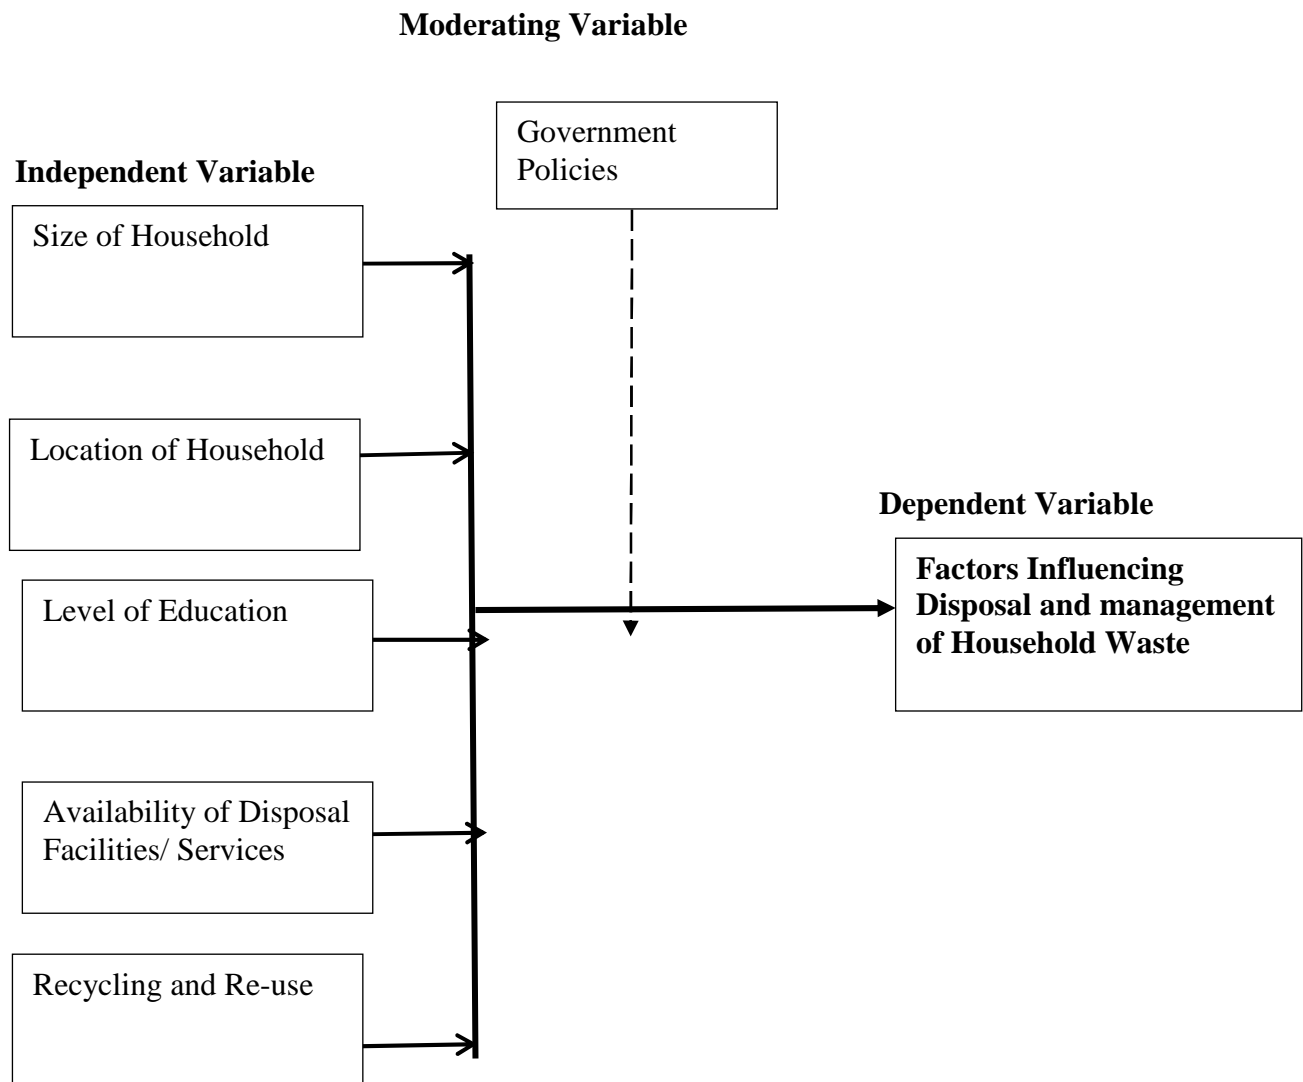 Moderating Variable
Government
Policies
Independent Variable
Size of Household
Location of Household
Level of Education
Availability of Disposal
Facilities/ Services
Recycling and Re-use
Dependent Variable
Factors Influencing
Disposal and management
of Household Waste